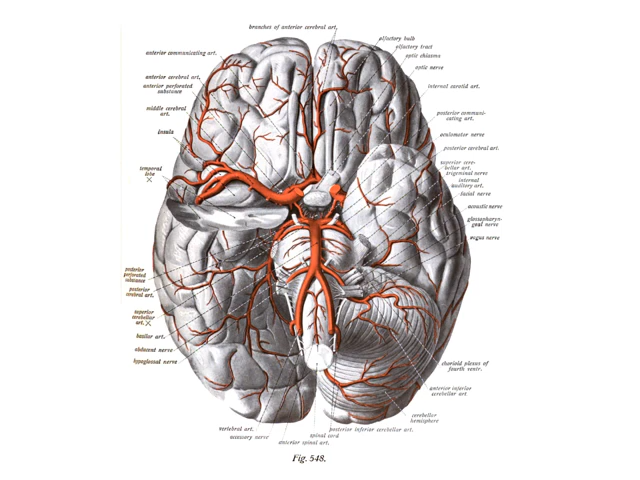 branches of anterior cerebral art.
olfactory bulb
olfactory tract
optic chiasma
optic nerve
anterior communicating art.
anterior cerebral art.
anterior perforated
substance
middle cerebral
art.
insula
temporal
lobe ×
internal carotid art.
posterior communi-
cating art.
oculomotor nerve
posterior cerebral art.
superior cere-
bellar art.
trigeminal nerve
internal
auditory art.
facial nerve
acoustic nerve
glossopharyn-
geal nerve
vagus nerve
posterior
perforated
substance
posterior
cerebral art.
superior
cerebellar
art. ×
basilar art.
abducent nerve
hypoglossal nerve
choroid plexus of
fourth ventr.
anterior inferior
cerebellar art
cerebellar
hemisphere
vertebral art.
accessory nerve
anterior spinal art.
spinal cord
posterior inferior cerebellar art.
Fig. 548.